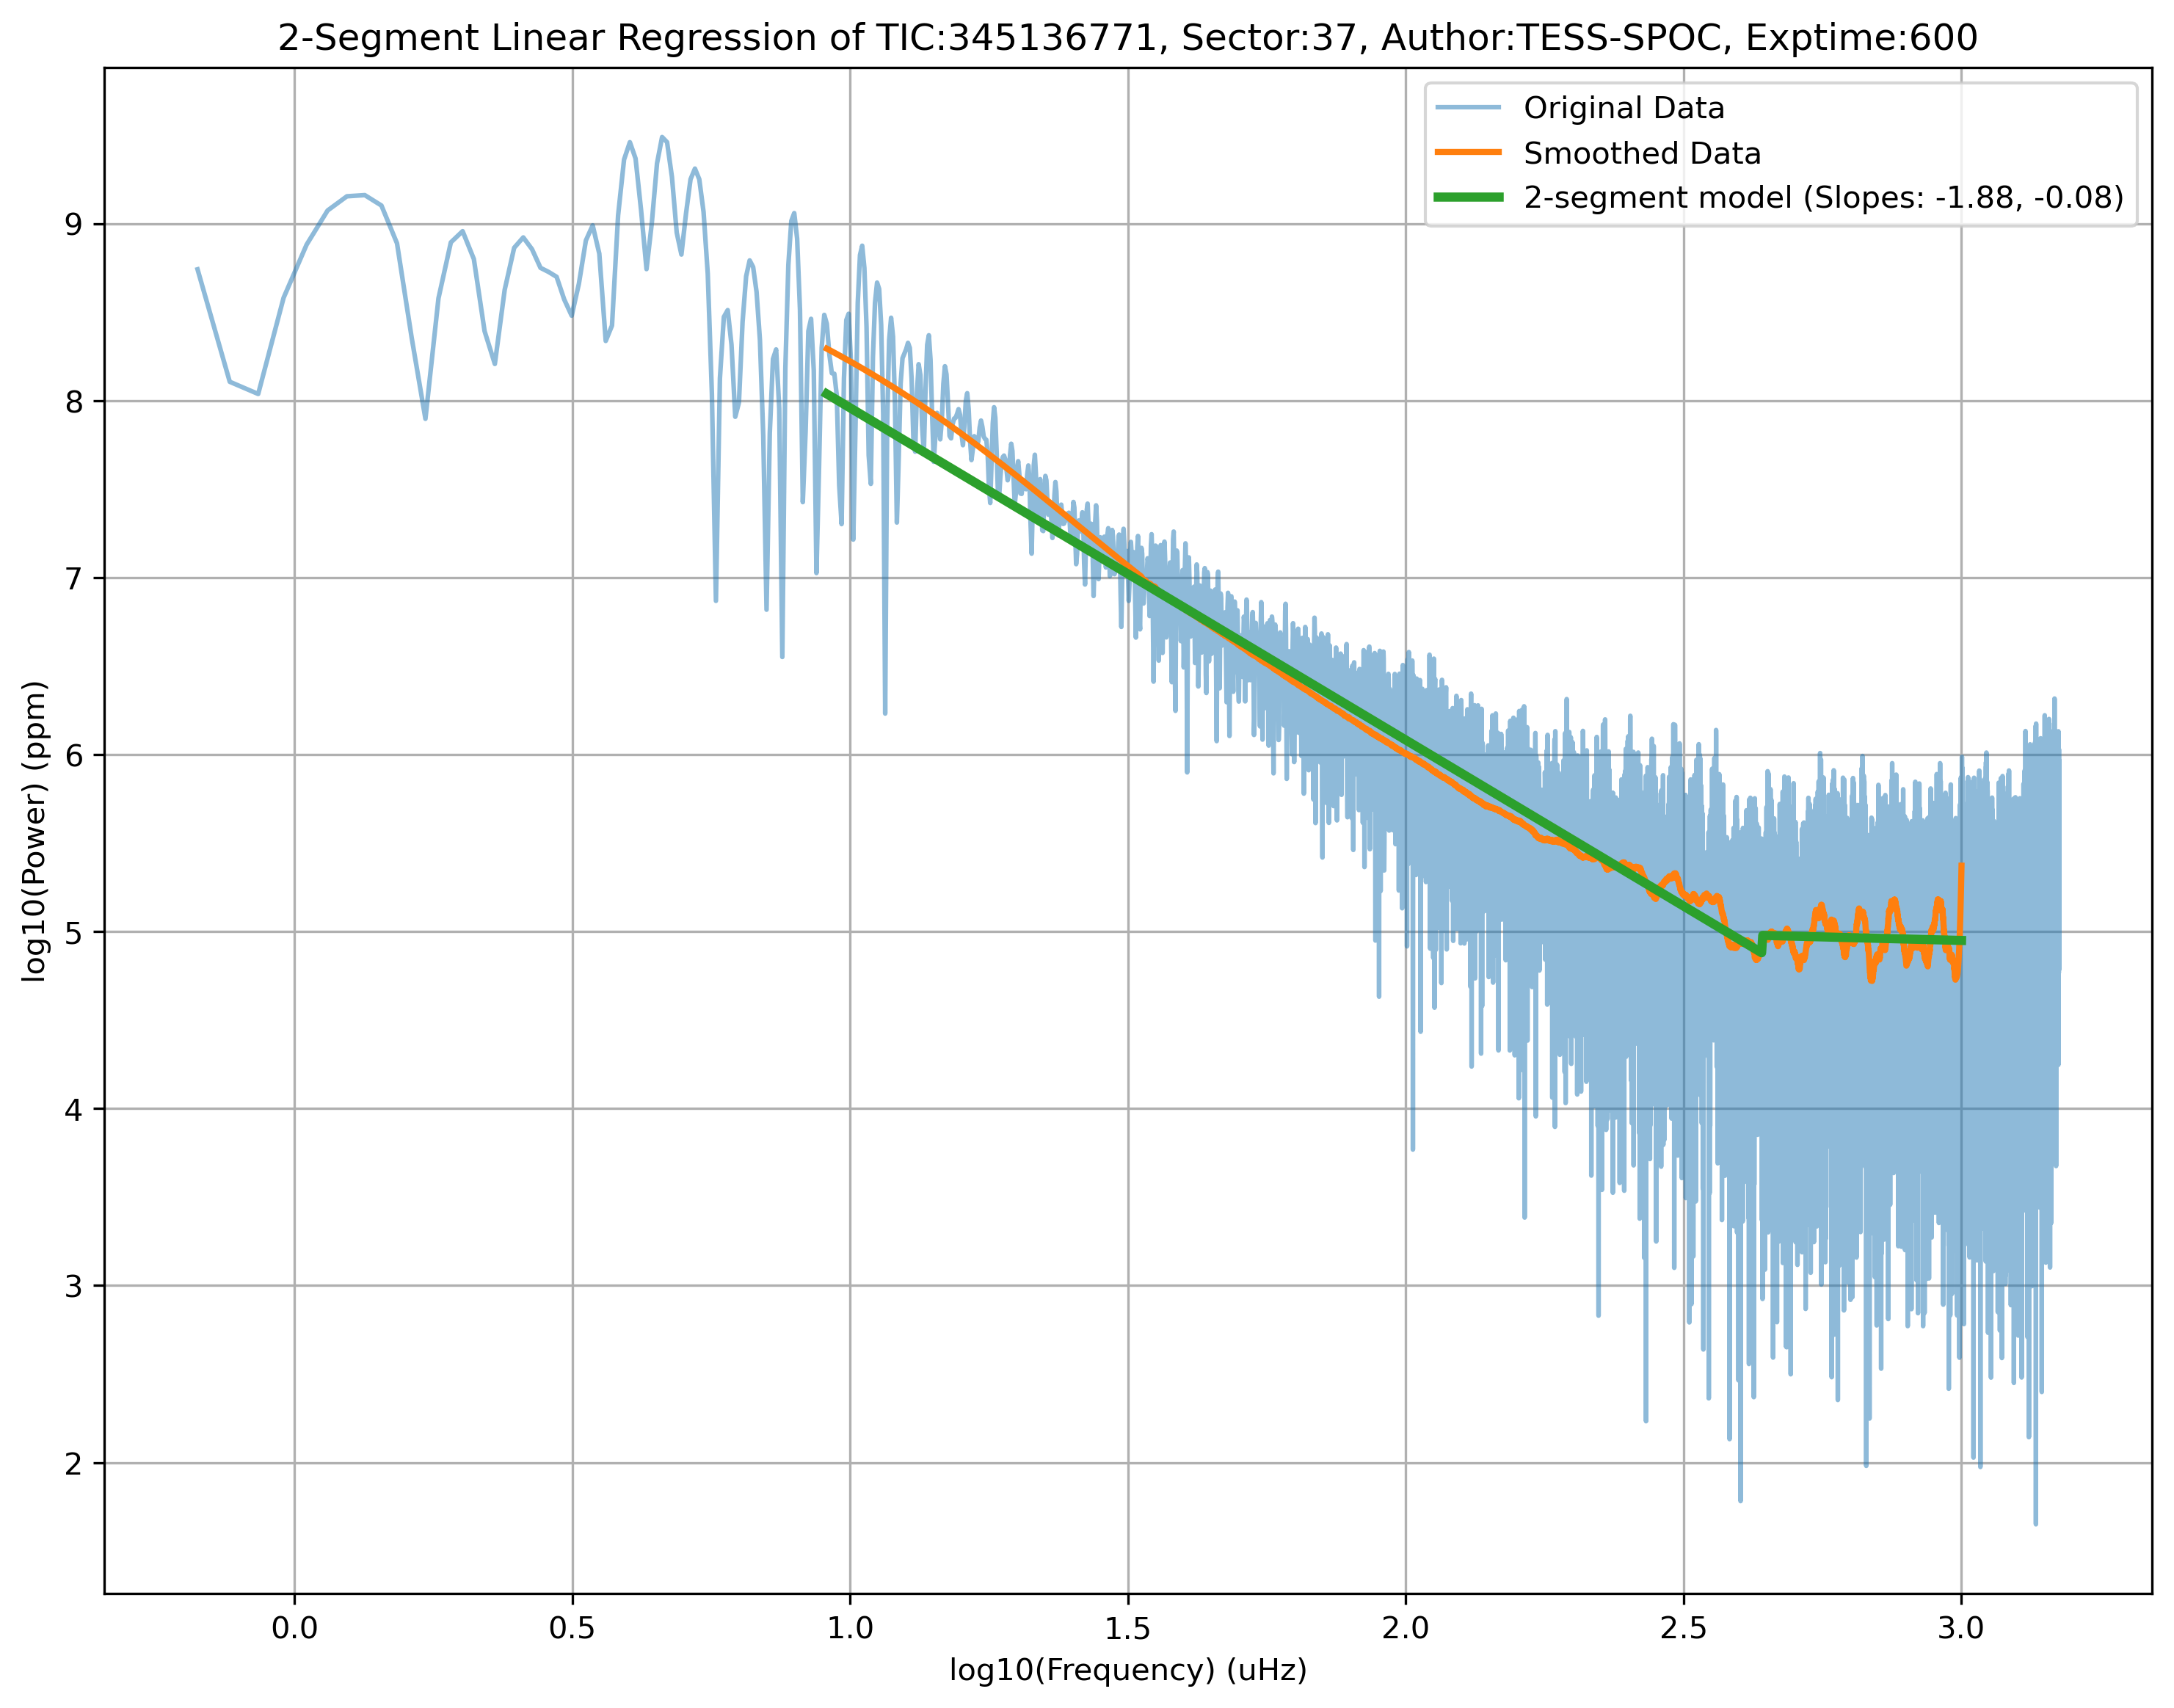 2-Segment Linear Regression of TIC:345136771, Sector:37, Author:TESS-SPOC, Exptime:600
Original Data
Smoothed Data
2-segment model (Slopes: -1.88, -0.08)
log10(Power) (ppm)
9
8
7
6
5
4
3
2
0.0 0.5 1.0 1.5 2.0 2.5 3.0
log10(Frequency) (uHz)